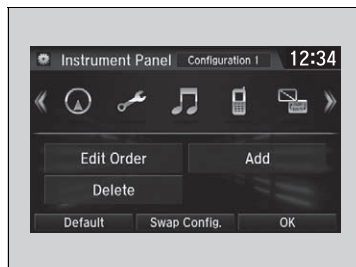 Instrument Panel Configuration 1 12:34
Edit Order Add
Delete
Default Swap Config. OK